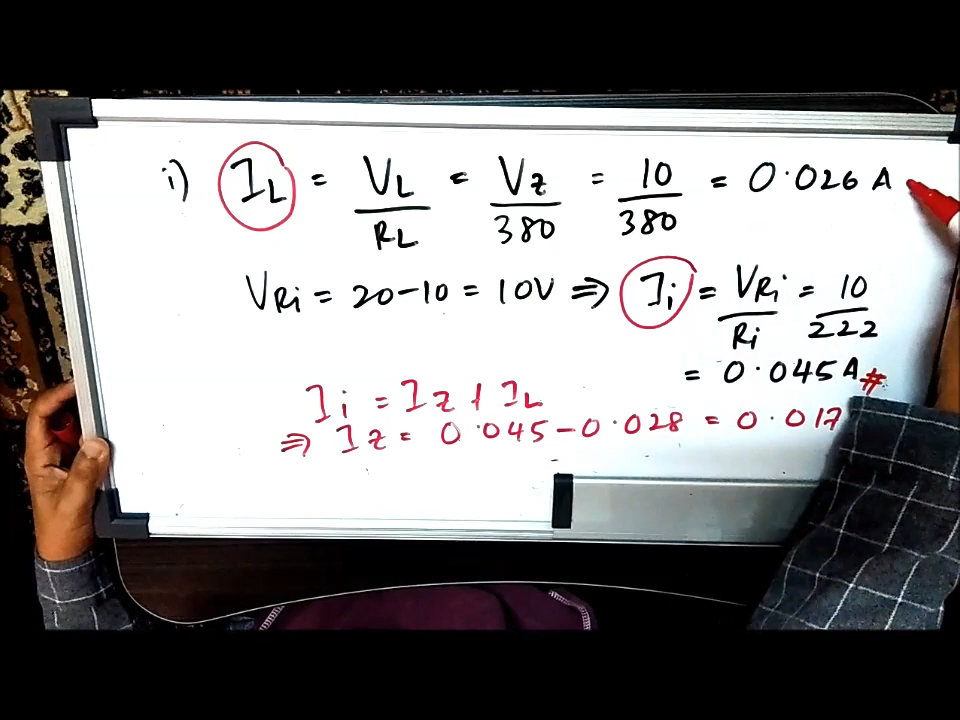 i) IL = VL/RL = Vz/380 = 10/380 = 0.026 A
VRi = 20-10 = 10V ⇒ Ii = VRi/Ri = 10/222
= 0.045A #
Ii = Iz + IL
⇒ Iz = 0.045-0.028 = 0.017